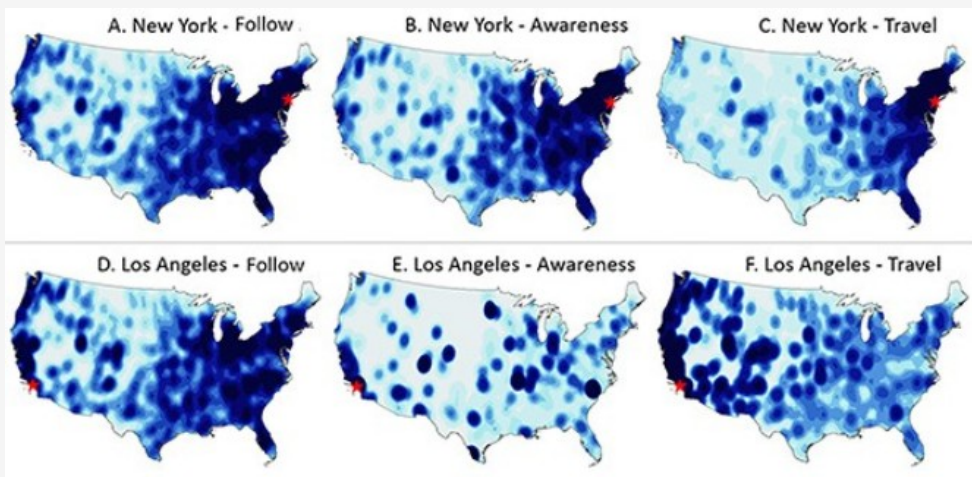 A. New York - Follow
B. New York - Awareness
C. New York - Travel
D. Los Angeles - Follow
E. Los Angeles - Awareness
F. Los Angeles - Travel